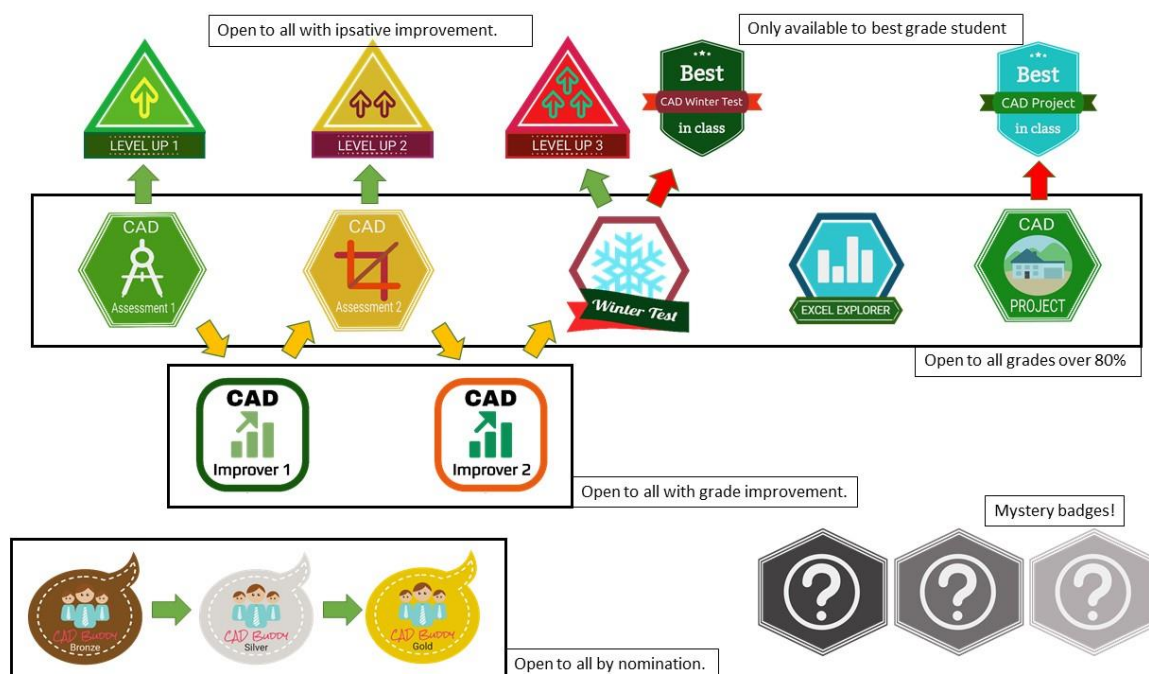 Open to all with ipsative improvement.
Only available to best grade student
LEVEL UP 1
LEVEL UP 2
LEVEL UP 3
Best
CAD Winter Test
in class
Best
CAD Project
in class
CAD
Assessment 1
CAD
Assessment 2
Winter Test
EXCEL EXPLORER
CAD
PROJECT
Open to all grades over 80%
CAD
Improver 1
CAD
Improver 2
Open to all with grade improvement.
Mystery badges!
?
?
?
CAD BUDDY
Bronze
CAD BUDDY
Silver
CAD BUDDY
Gold
Open to all by nomination.